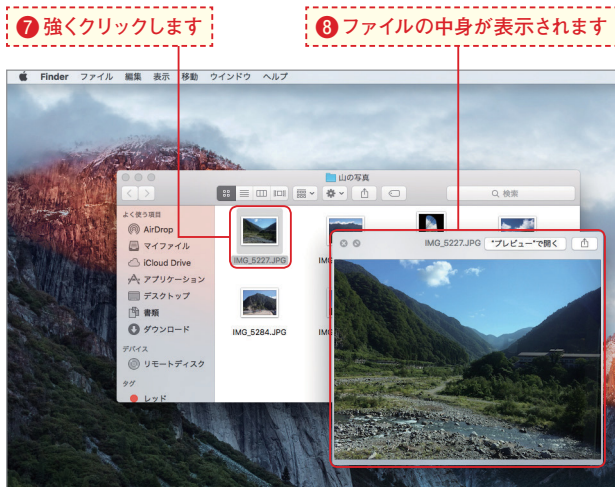 ❼ 強くクリックします
❽ ファイルの中身が表示されます
Finder ファイル 編集 表示 移動 ウインドウ ヘルプ
山の写真
検索
よく使う項目
AirDrop
マイファイル
iCloud Drive
アプリケーション
デスクトップ
書類
ダウンロード
デバイス
リモートディスク
タグ
レッド
IMG_5227.JPG
IMG_5284.JPG
IMG_5227.JPG "プレビュー"で開く